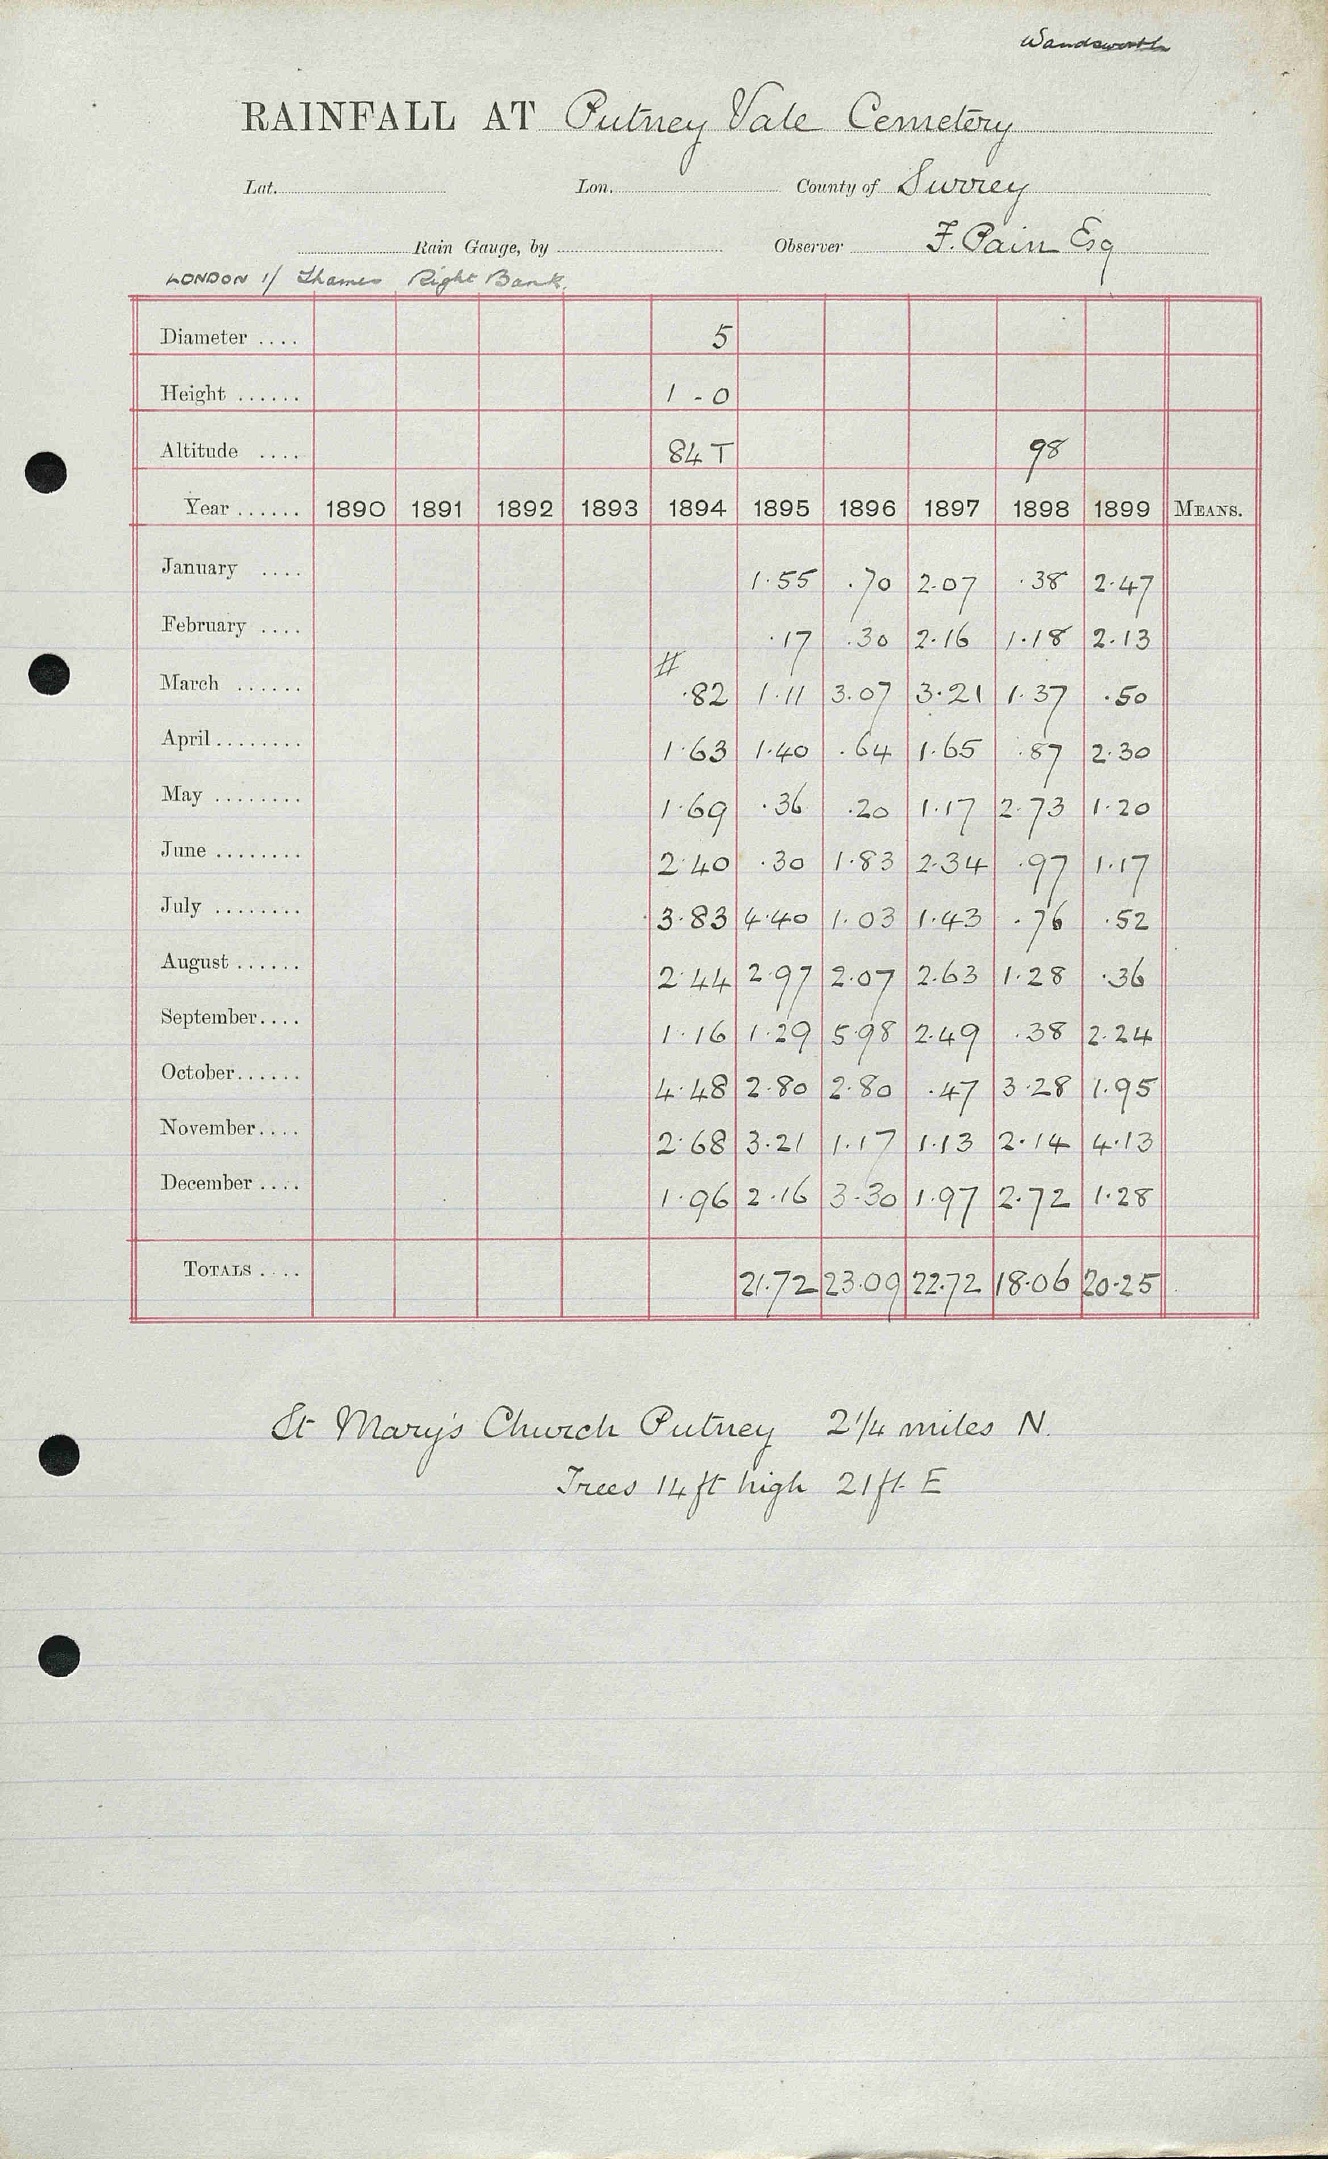 Wandsworth
RAINFALL AT Putney Vale Cemetery
Lat. Lon. County of Surrey
Rain Gauge, by Observer F. Pain Esq
LONDON 1/ Thames Right Bank.
Diameter .... 5
Height ...... 1 - 0
Altitude .... 84 T 98
Year ...... 1890 1891 1892 1893 1894 1895 1896 1897 1898 1899 MEANS.
January .... 1.55 .70 2.07 .38 2.47
February .... .17 .30 2.16 1.18 2.13
#
March ...... .82 1.11 3.07 3.21 1.37 .50
April ........ 1.63 1.40 .64 1.65 .87 2.30
May ........ 1.69 .36 .20 1.17 2.73 1.20
June ........ 2.40 .30 1.83 2.34 .97 1.17
July ........ 3.83 4.40 1.03 1.43 .76 .52
August ...... 2.44 2.97 2.07 2.63 1.28 .36
September.... 1.16 1.29 5.98 2.49 .38 2.24
October...... 4.48 2.80 2.80 .47 3.28 1.95
November.... 2.68 3.21 1.17 1.13 2.14 4.13
December .... 1.96 2.16 3.30 1.97 2.72 1.28
TOTALS .... 21.72 23.09 22.72 18.06 20.25
St Mary's Church Putney 2 1/4 miles N.
Trees 14 ft high 21 ft. E